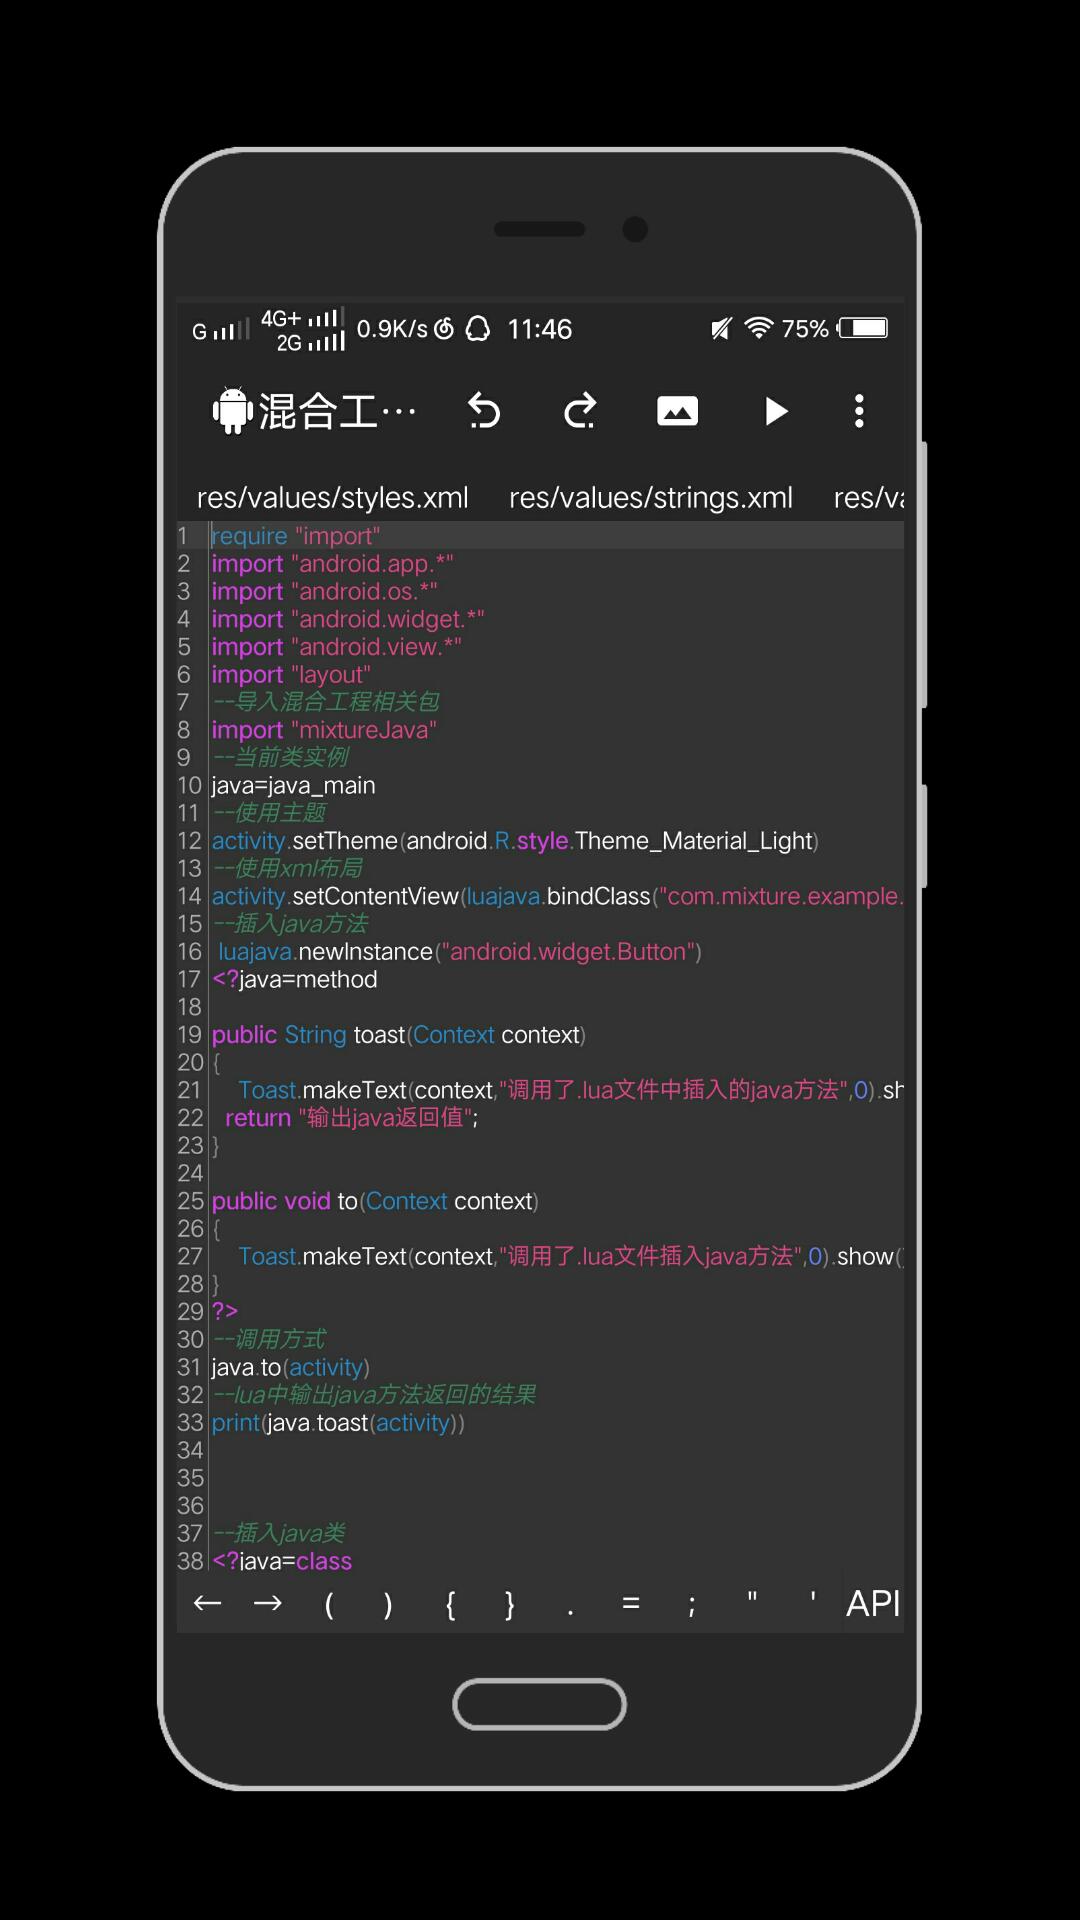 G 4G+ 2G 0.9K/s 11:46 75%
混合工…
res/values/styles.xml res/values/strings.xml res/va
1 require "import"
2 import "android.app.*"
3 import "android.os.*"
4 import "android.widget.*"
5 import "android.view.*"
6 import "layout"
7 --导入混合工程相关包
8 import "mixtureJava"
9 --当前类实例
10 java=java_main
11 --使用主题
12 activity.setTheme(android.R.style.Theme_Material_Light)
13 --使用xml布局
14 activity.setContentView(luajava.bindClass("com.mixture.example.
15 --插入java方法
16 luajava.newInstance("android.widget.Button")
17 <?java=method
18
19 public String toast(Context context)
20 {
21 Toast.makeText(context,"调用了.lua文件中插入的java方法",0).sh
22 return "输出java返回值";
23 }
24
25 public void to(Context context)
26 {
27 Toast.makeText(context,"调用了.lua文件插入java方法",0).show(
28 }
29 ?>
30 --调用方式
31 java.to(activity)
32 --lua中输出java方法返回的结果
33 print(java.toast(activity))
34
35
36
37 --插入java类
38 <?java=class
← → ( ) { } . = ; " ' API